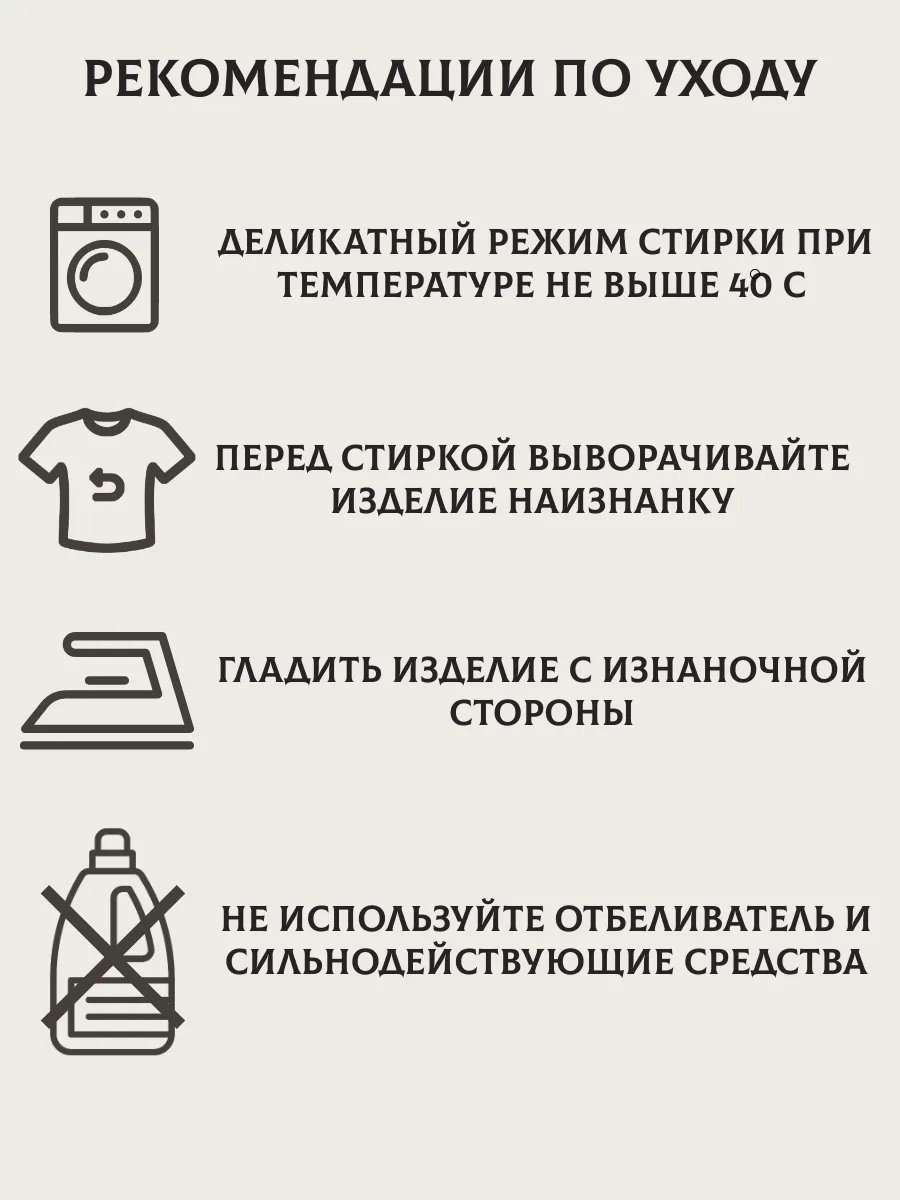 РЕКОМЕНДАЦИИ ПО УХОДУ
ДЕЛИКАТНЫЙ РЕЖИМ СТИРКИ ПРИ
ТЕМПЕРАТУРЕ НЕ ВЫШЕ 40° С
ПЕРЕД СТИРКОЙ ВЫВОРАЧИВАЙТЕ
ИЗДЕЛИЕ НАИЗНАНКУ
ГЛАДИТЬ ИЗДЕЛИЕ С ИЗНАНОЧНОЙ
СТОРОНЫ
НЕ ИСПОЛЬЗУЙТЕ ОТБЕЛИВАТЕЛЬ И
СИЛЬНОДЕЙСТВУЮЩИЕ СРЕДСТВА